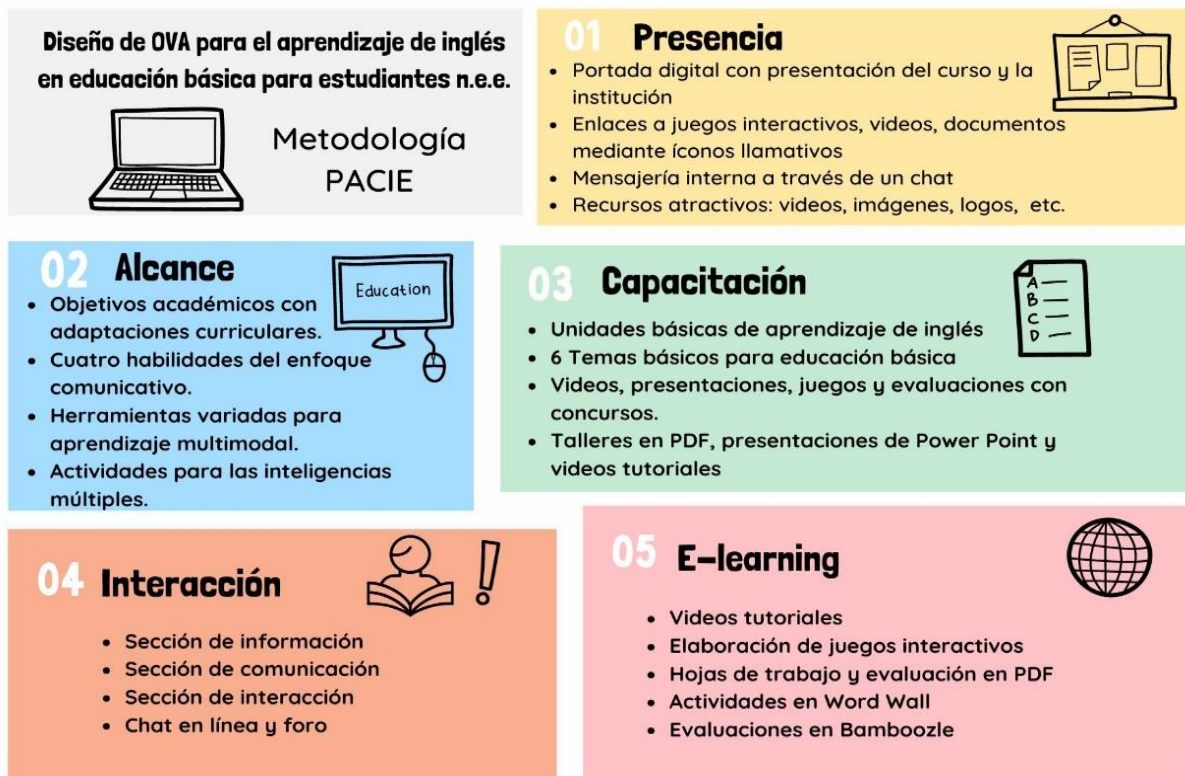 Diseño de OVA para el aprendizaje de inglés
en educación básica para estudiantes n.e.e.
Metodología
PACIE
01 Presencia
• Portada digital con presentación del curso y la
institución
• Enlaces a juegos interactivos, videos, documentos
mediante íconos llamativos
• Mensajería interna a través de un chat
• Recursos atractivos: videos, imágenes, logos, etc.
02 Alcance
Education
• Objetivos académicos con
adaptaciones curriculares.
• Cuatro habilidades del enfoque
comunicativo.
• Herramientas variadas para
aprendizaje multimodal.
• Actividades para las inteligencias
múltiples.
03 Capacitación
A
B
C
D
• Unidades básicas de aprendizaje de inglés
• 6 Temas básicos para educación básica
• Videos, presentaciones, juegos y evaluaciones con
concursos.
• Talleres en PDF, presentaciones de Power Point y
videos tutoriales
04 Interacción
• Sección de información
• Sección de comunicación
• Sección de interacción
• Chat en línea y foro
05 E-learning
• Videos tutoriales
• Elaboración de juegos interactivos
• Hojas de trabajo y evaluación en PDF
• Actividades en Word Wall
• Evaluaciones en Bamboozle